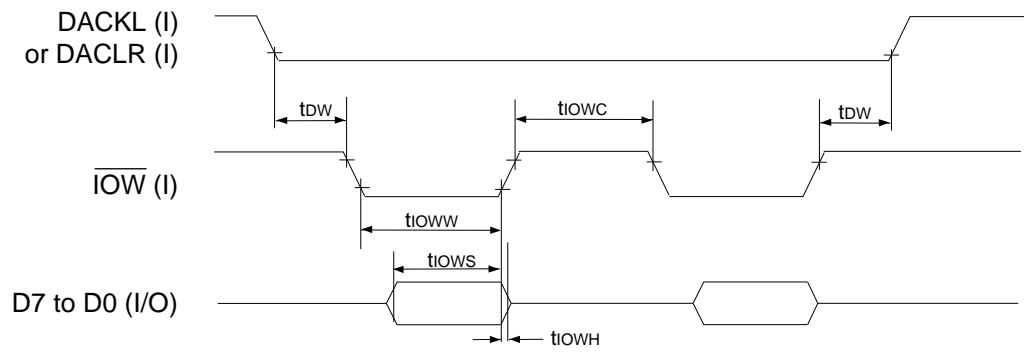 DACKL (I)
or DACLR (I)
tDW
tIOWC
tDW
IOW (I)
tIOWW
tIOWS
D7 to D0 (I/O)
tIOWH